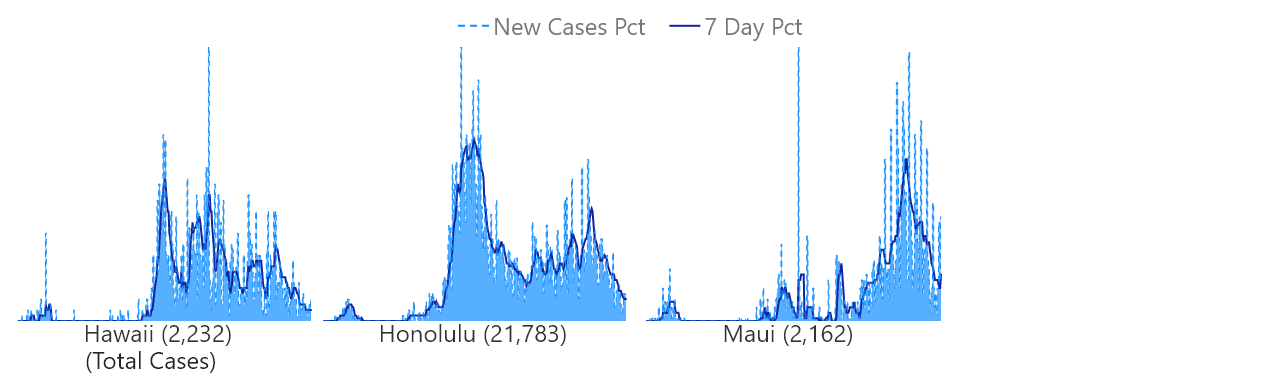 New Cases Pct 7 Day Pct
Hawaii (2,232) Honolulu (21,783) Maui (2,162)
(Total Cases)